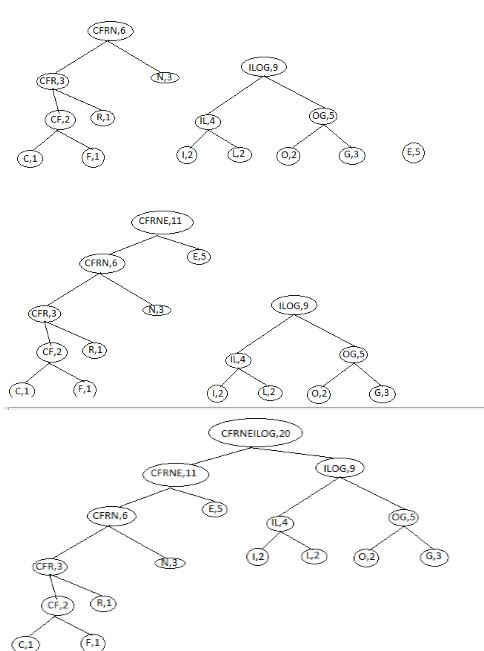 CFRN,6
ILOG,9
CFR,3 N,3
IL,4 OG,5
CF,2 R,1
C,1 F,1 I,2 L,2 O,2 G,3 E,5
CFRNE,11
CFRN,6 E,5
CFR,3 N,3 ILOG,9
CF,2 R,1 IL,4 OG,5
C,1 F,1 I,2 L,2 O,2 G,3
CFRNEILOG,20
CFRNE,11 ILOG,9
CFRN,6 E,5 IL,4 OG,5
CFR,3 N,3 I,2 L,2 O,2 G,3
CF,2 R,1
C,1 F,1